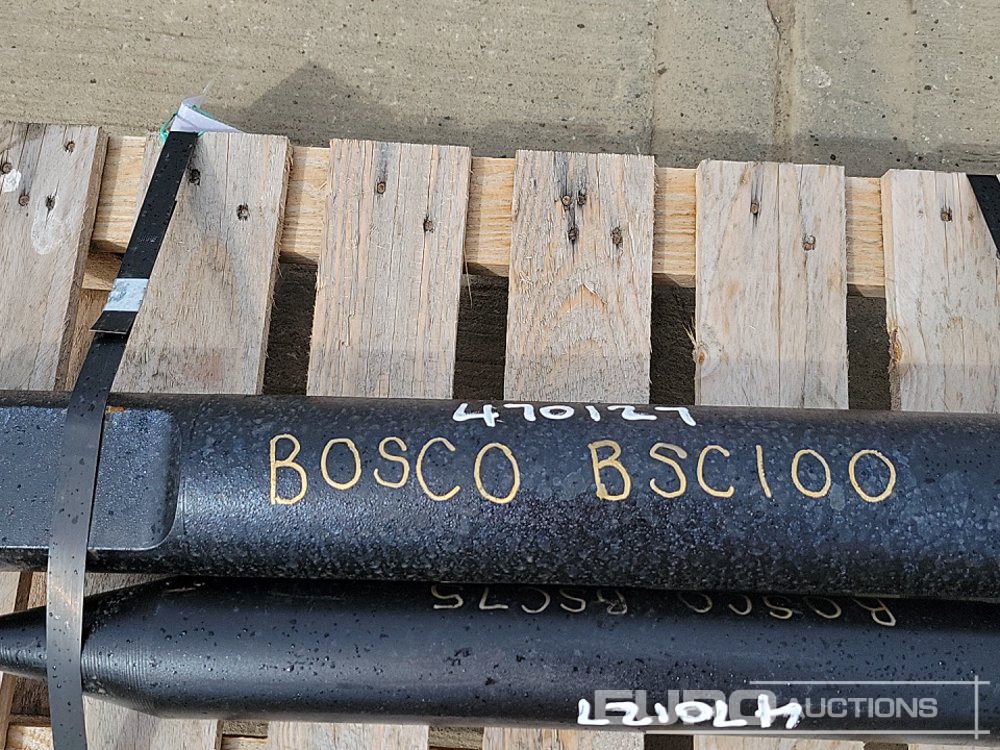 470127
BOSCO BSC100
BOSCO BSC75
470127
EURO AUCTIONS